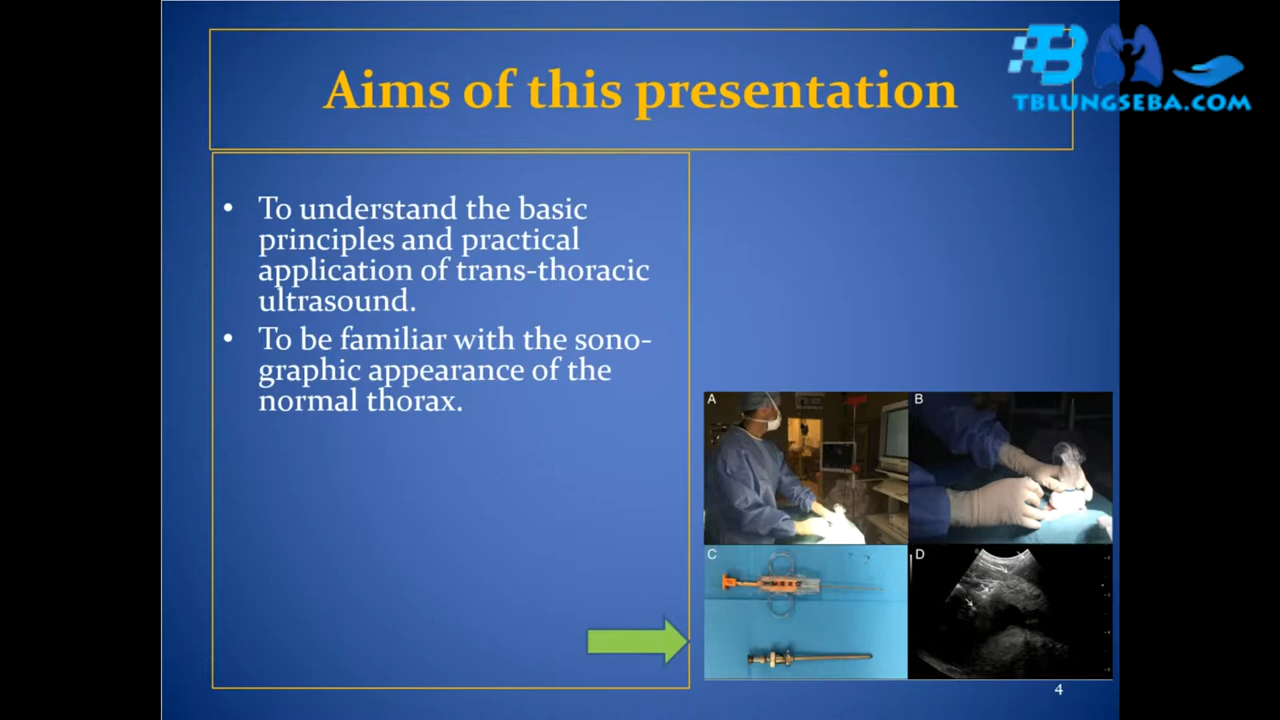 Aims of this presentation
TB
TBLUNGSEBA.COM
• To understand the basic
principles and practical
application of trans-thoracic
ultrasound.
• To be familiar with the sono-
graphic appearance of the
normal thorax.
A
B
C
D
4